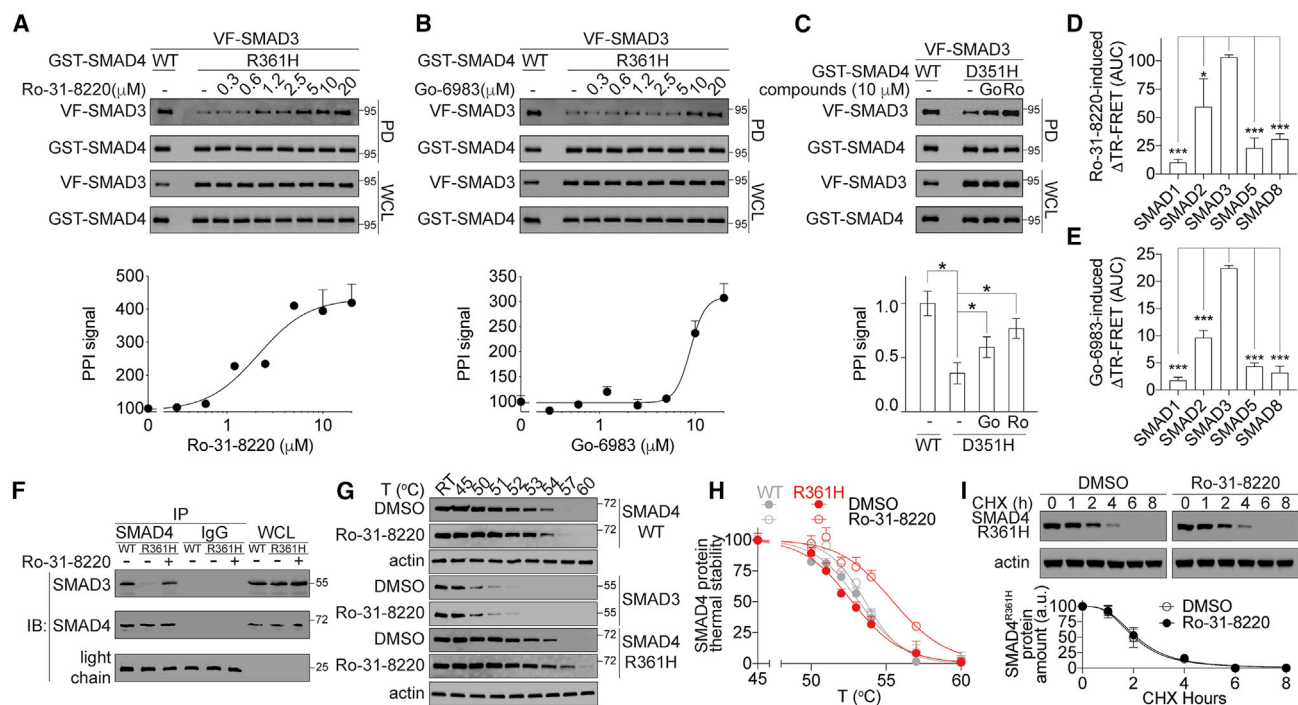 A
VF-SMAD3
GST-SMAD4 WT R361H
Ro-31-8220(μM) - - 0.3 0.6 1.2 2.5 5 10 20
VF-SMAD3 95
GST-SMAD4 95
PD
VF-SMAD3 95
GST-SMAD4 95
WCL
PPI signal
500
400
300
200
100
0 1 10
Ro-31-8220 (μM)
B
VF-SMAD3
GST-SMAD4 WT R361H
Go-6983(μM) - - 0.3 0.6 1.2 2.5 5 10 20
VF-SMAD3 95
GST-SMAD4 95
PD
VF-SMAD3 95
GST-SMAD4 95
WCL
PPI signal
400
300
200
100
0 1 10
Go-6983 (μM)
C
VF-SMAD3
GST-SMAD4 WT D351H
compounds (10 μM) - - Go Ro
VF-SMAD3 95
GST-SMAD4 95
PD
VF-SMAD3 95
GST-SMAD4 95
WCL
PPI signal
1.0
0.5
0.0
* * *
- - Go Ro
WT D351H
D
Ro-31-8220-induced
ΔTR-FRET (AUC)
125
100
75
50
25
0
*** * *** ***
SMAD1 SMAD2 SMAD3 SMAD5 SMAD8
E
Go-6983-induced
ΔTR-FRET (AUC)
25
20
15
10
5
0
*** *** *** ***
SMAD1 SMAD2 SMAD3 SMAD5 SMAD8
F
IP
SMAD4 IgG WCL
WT R361H WT R361H WT R361H
Ro-31-8220 - - + - - + - - +
SMAD3 55
IB: SMAD4 72
light
chain 25
G
T (°C) RT 45 50 51 52 53 54 57 60
DMSO 72
Ro-31-8220 72
actin
SMAD4
WT
DMSO 55
Ro-31-8220 55
SMAD3
DMSO 72
Ro-31-8220 72
SMAD4
R361H
actin
H
WT R361H
DMSO
Ro-31-8220
SMAD4 protein
thermal stability
100
75
50
25
0
45 50 55 60
T (°C)
I
DMSO Ro-31-8220
CHX (h) 0 1 2 4 6 8 0 1 2 4 6 8
SMAD4
R361H
72
actin
SMAD4R361H
protein
amount (a.u.)
100
75
50
25
0
DMSO
Ro-31-8220
0 2 4 6 8
CHX Hours